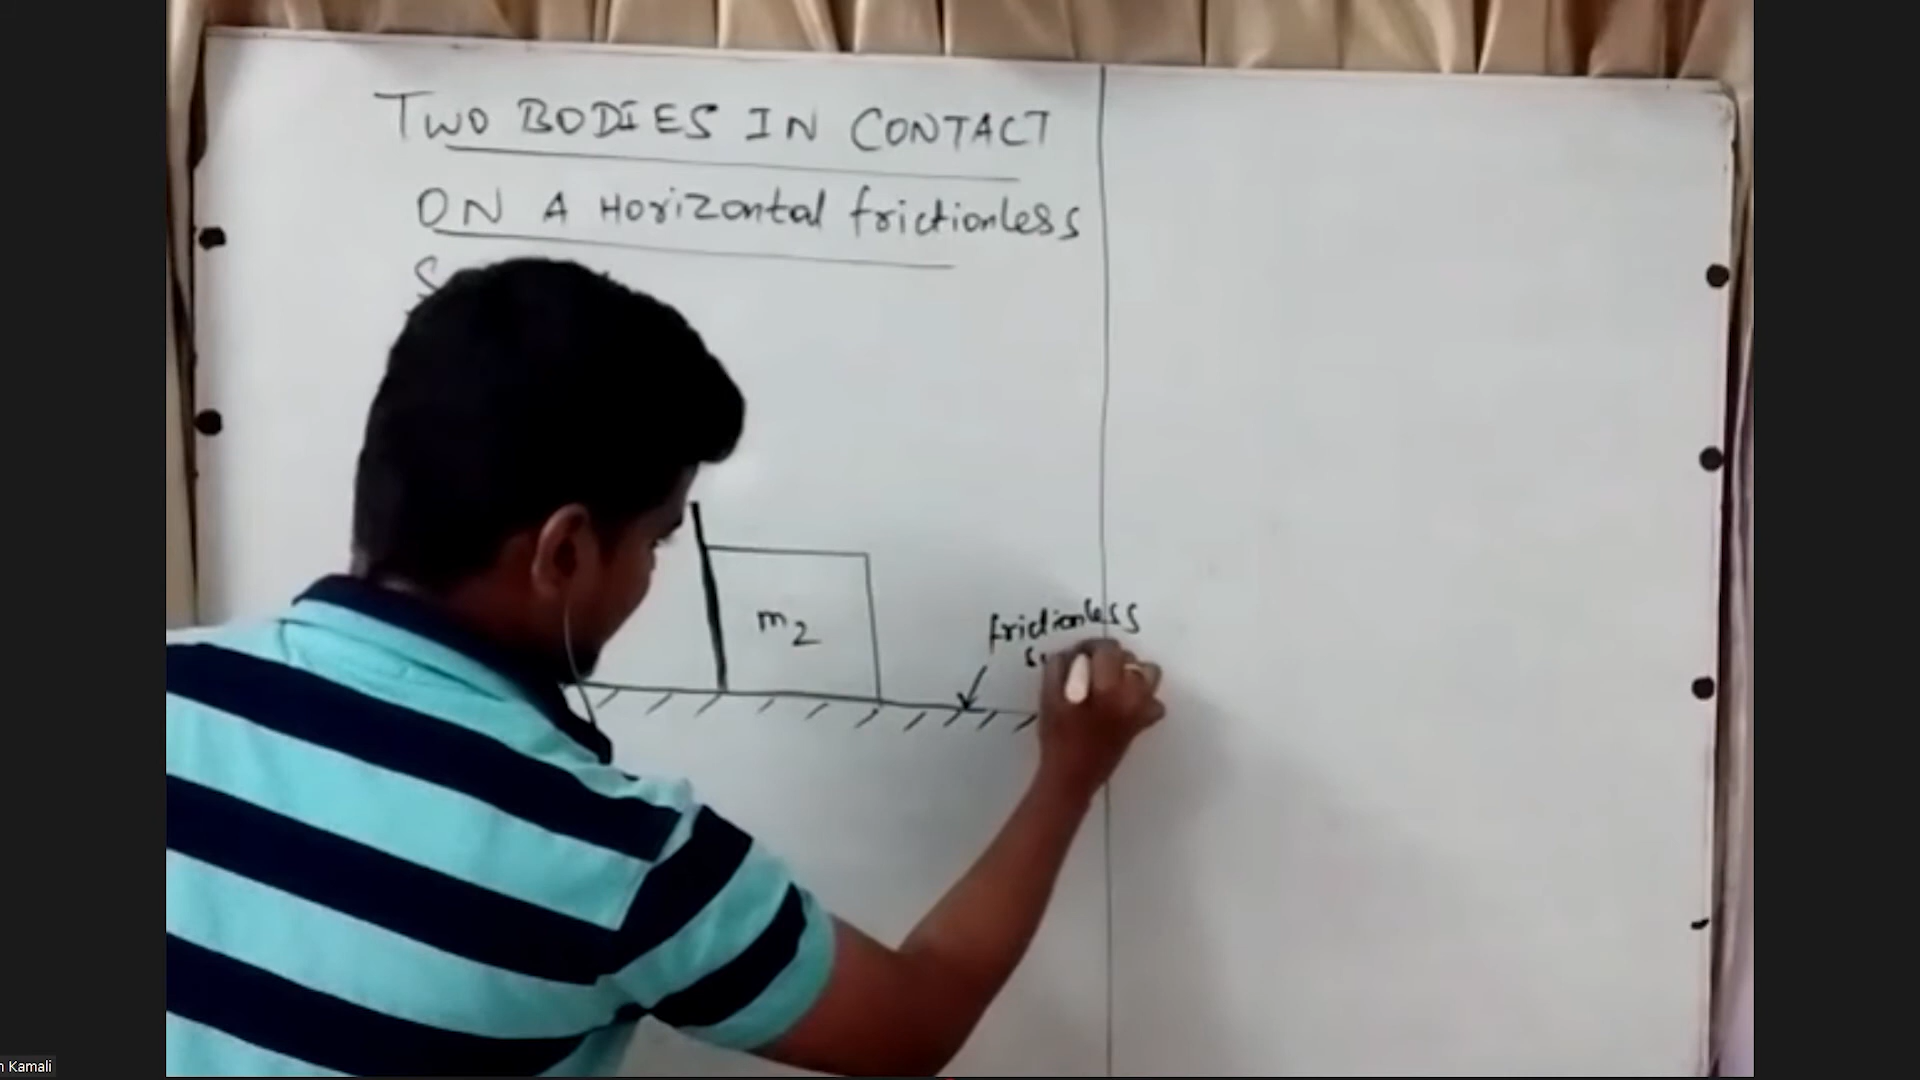 TWO BODIES IN CONTACT
ON A Horizontal frictionless
m2
frictionless
Kamali